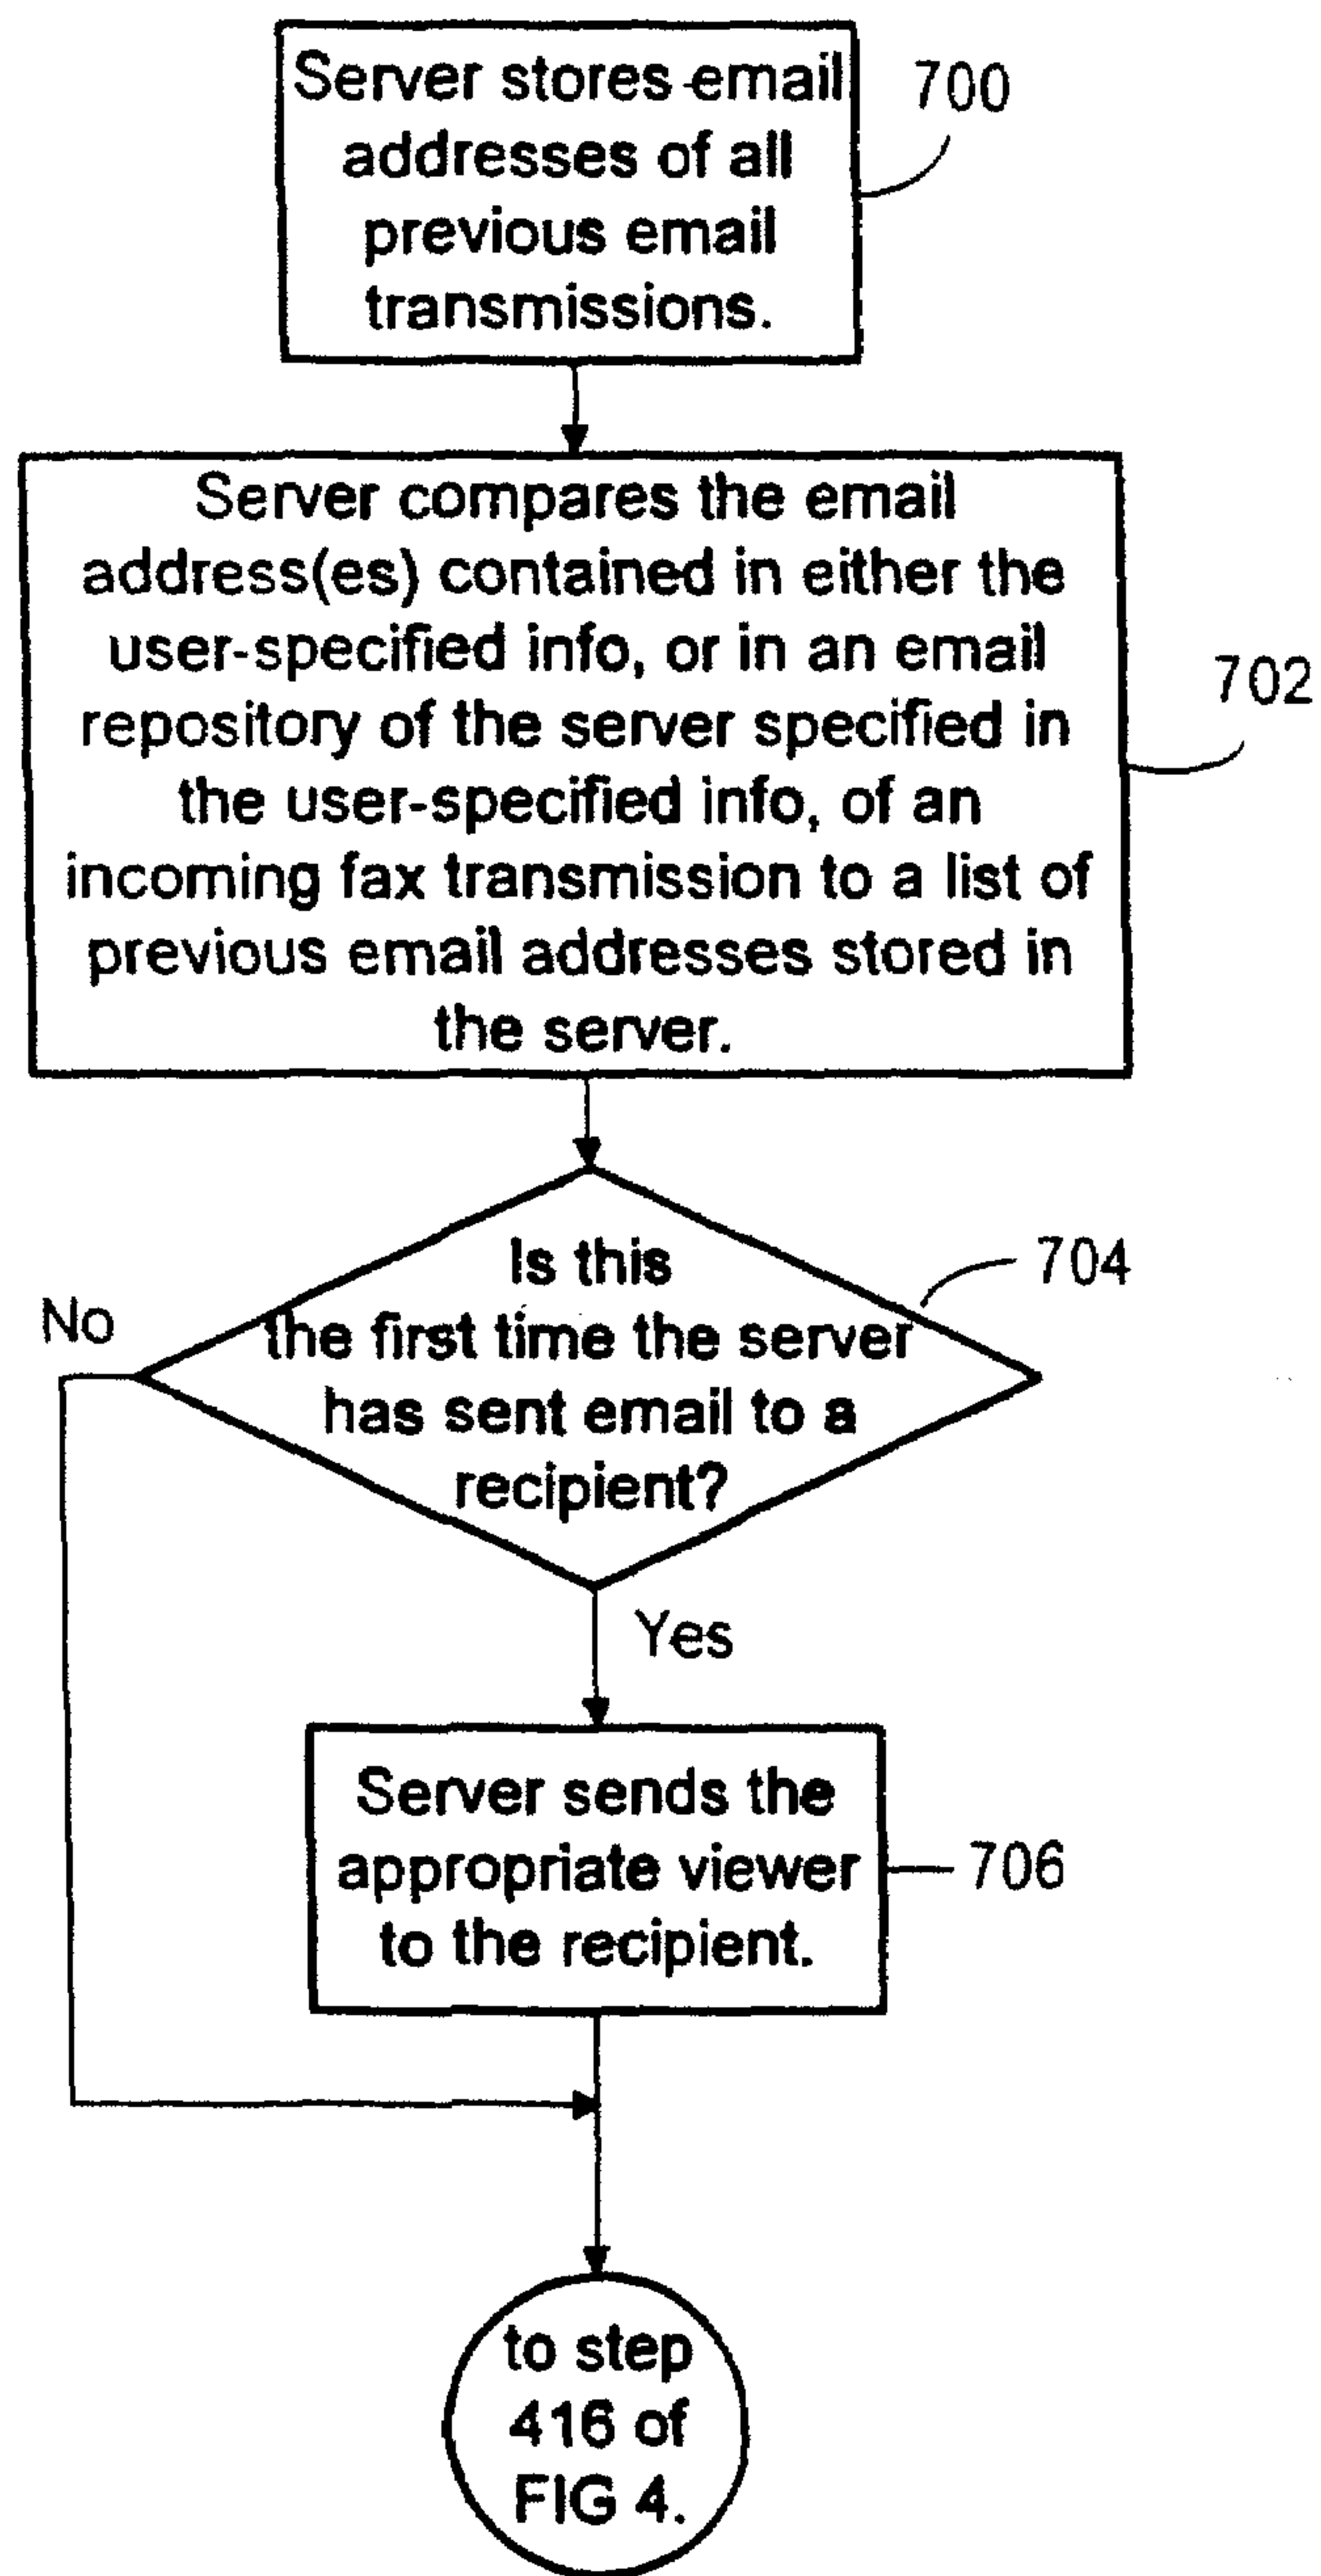 Server stores email
addresses of all
previous email
transmissions.
700
Server compares the email
address(es) contained in either the
user-specified info, or in an email
repository of the server specified in
the user-specified info, of an
incoming fax transmission to a list of
previous email addresses stored in
the server.
702
Is this
the first time the server
has sent email to a
recipient?
704
No
Yes
Server sends the
appropriate viewer
to the recipient.
706
to step
416 of
FIG 4.